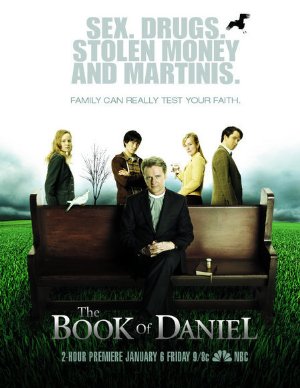 SEX. DRUGS.
STOLEN MONEY
AND MARTINIS.
FAMILY CAN REALLY TEST YOUR FAITH.
The
BOOK of DANIEL
2-HOUR PREMIERE JANUARY 6 FRIDAY 9/8c NBC